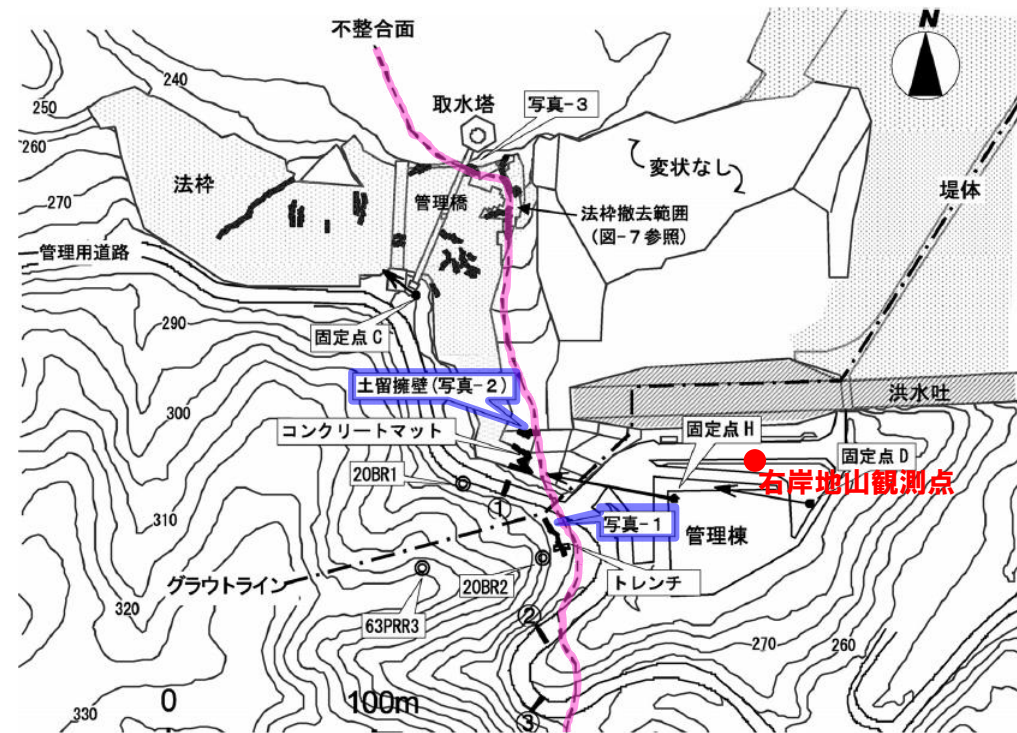 不整合面
N
240
250
260
270
取水塔
写真-3
変状なし
堤体
法枠
管理橋
法枠撤去範囲
(図-7参照)
管理用道路
290
固定点C
300
土留擁壁(写真-2)
洪水吐
コンクリートマット
固定点H
固定点D
20BR1
右岸地山観測点
①
310
写真-1
管理棟
グラウトライン
20BR2
トレンチ
320
63PRR3
②
270
260
0
100m
330
③